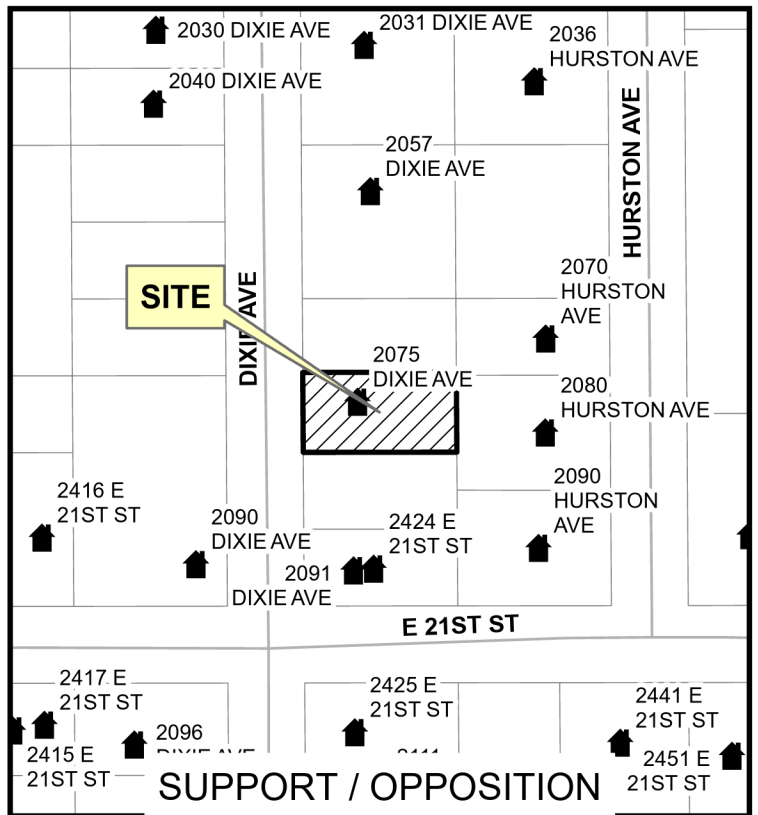 2030 DIXIE AVE
2031 DIXIE AVE
2036
HURSTON AVE
2040 DIXIE AVE
HURSTON AVE
2057
DIXIE AVE
SITE
DIXIE AVE
2070
HURSTON
AVE
2075
DIXIE AVE
2080
HURSTON AVE
2416 E
21ST ST
2090
DIXIE AVE
2424 E
21ST ST
2090
HURSTON
AVE
2091
DIXIE AVE
E 21ST ST
2417 E
21ST ST
2425 E
21ST ST
2441 E
21ST ST
2415 E
21ST ST
2096
DIXIE AVE
2451 E
21ST ST
SUPPORT / OPPOSITION